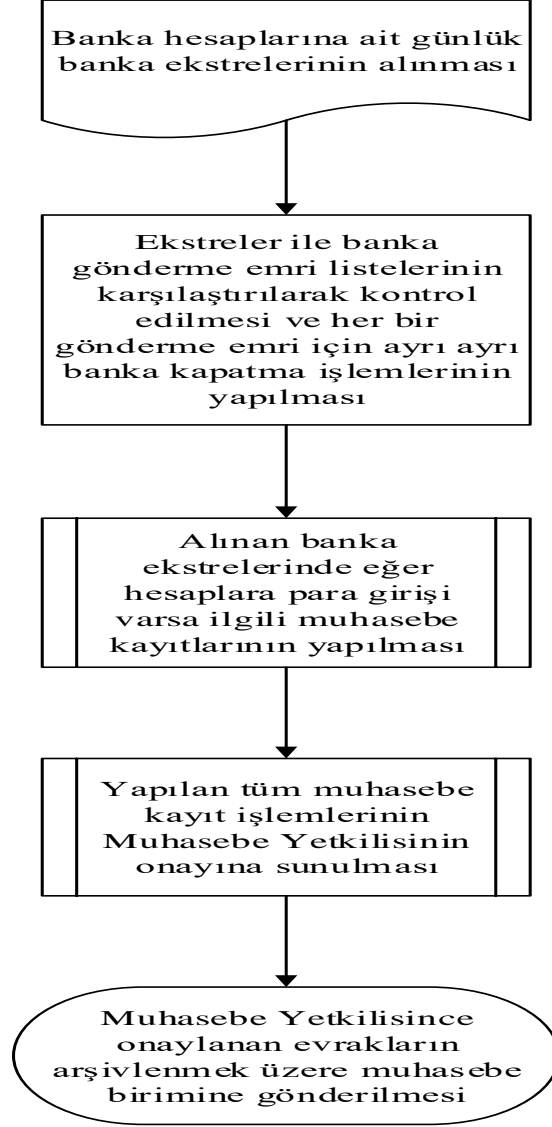 Banka hesaplarına ait günlük
banka ekstrelerinin alınması
Ekstreler ile banka
gönderme emri listelerinin
karşılaştırılarak kontrol
edilmesi ve her bir
gönderme emri için ayrı ayrı
banka kapatma işlemlerinin
yapılması
Alınan banka
ekstrelerinde eğer
hesaplara para girişi
varsa ilgili muhasebe
kayıtlarının yapılması
Yapılan tüm muhasebe
kayıt işlemlerinin
Muhasebe Yetkilisinin
onayına sunulması
Muhasebe Yetkilisince
onaylanan evrakların
arşivlenmek üzere muhasebe
birimine gönderilmesi